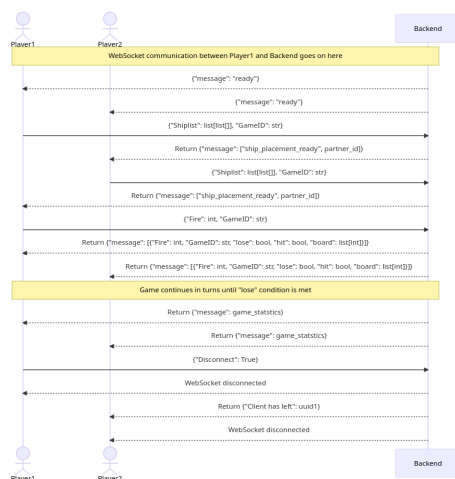 Backend
Player1
Player2
WebSocket communication between Player1 and Backend goes on here
{"message": "ready"}
{"message": "ready"}
{"Shiplist": list[list[]], "GameID": str}
Return {"message": ["ship_placement_ready", partner_id]}
{"Shiplist": list[list[]], "GameID": str}
Return {"message": ["ship_placement_ready", partner_id]}
{"Fire": int, "GameID": str}
Return {"message": [{"Fire": int, "GameID": str, "lose": bool, "hit": bool, "board": list[int]}]}
Return {"message": [{"Fire": int, "GameID": str, "lose": bool, "hit": bool, "board": list[int]}]}
Game continues in turns until "lose" condition is met
Return {"message": game_statstics}
Return {"message": game_statstics}
{"Disconnect": True}
WebSocket disconnected
Return {"Client has left": uuid1}
WebSocket disconnected
Backend
Player1
Player2